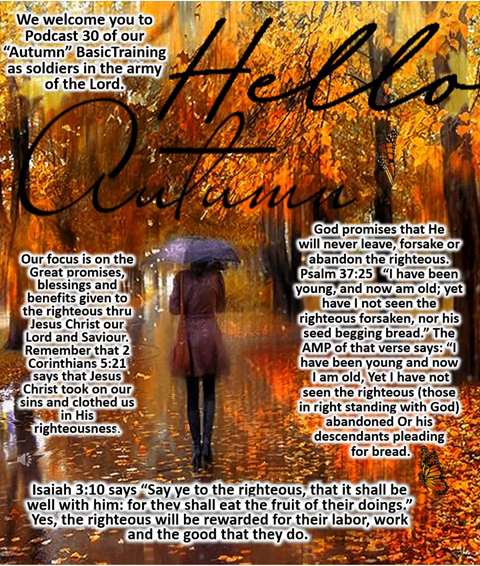 We welcome you to
Podcast 30 of our
“Autumn” BasicTraining
as soldiers in the army
of the Lord.
Hello
Autumn
Our focus is on the
Great promises,
blessings and
benefits given to
the righteous thru
Jesus Christ our
Lord and Saviour.
Remember that 2
Corinthians 5:21
says that Jesus
Christ took on our
sins and clothed us
in His
righteousness.
God promises that He
will never leave, forsake or
abandon the righteous.
Psalm 37:25 “I have been
young, and now am old; yet
have I not seen the
righteous forsaken, nor his
seed begging bread.” The
AMP of that verse says: “I
have been young and now
I am old, Yet I have not
seen the righteous (those
in right standing with God)
abandoned Or his
descendants pleading
for bread.
Isaiah 3:10 says “Say ye to the righteous, that it shall be
well with him: for they shall eat the fruit of their doings.”
Yes, the righteous will be rewarded for their labor, work
and the good that they do.